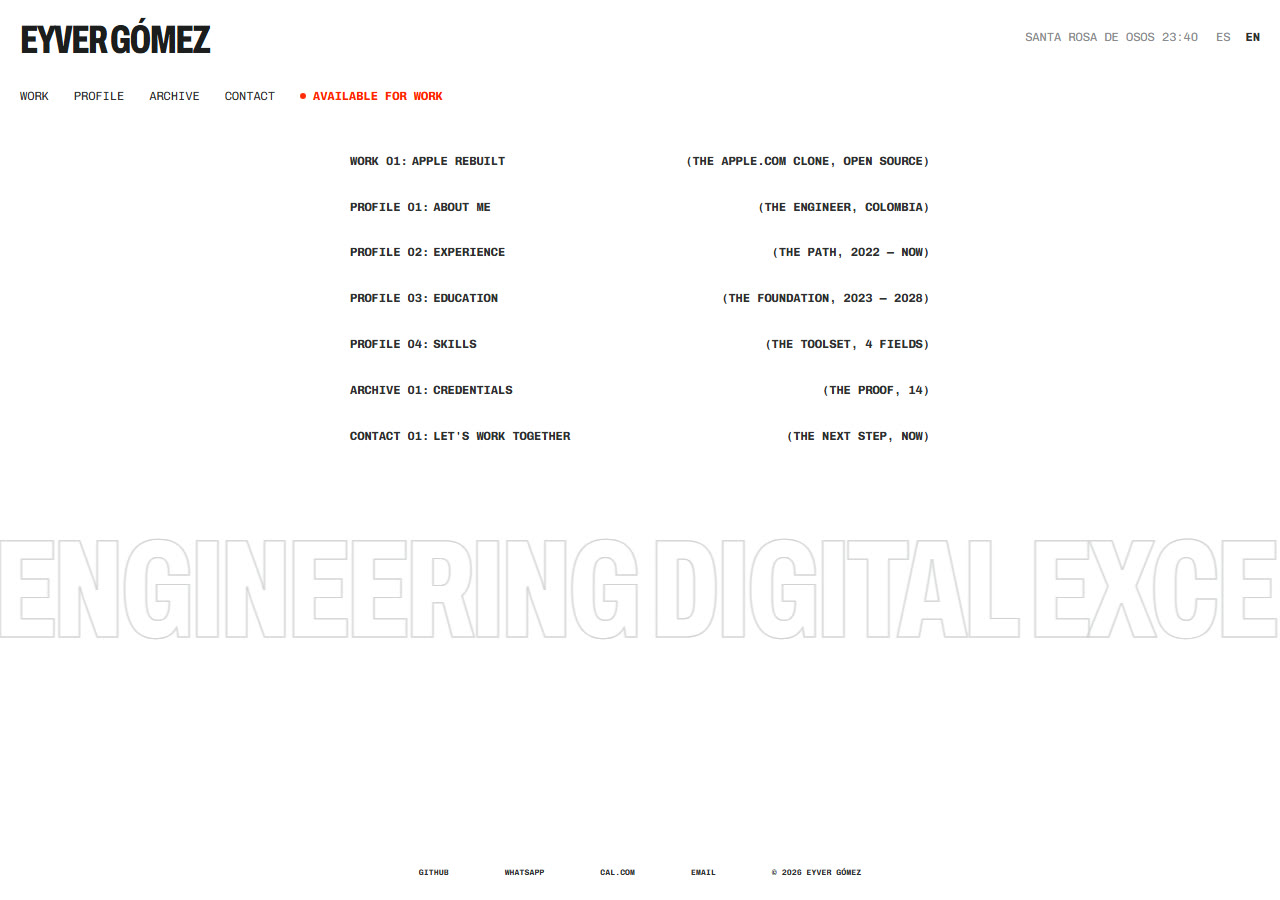 EYVER GÓMEZ
SANTA ROSA DE OSOS 23:40 ES EN
WORK PROFILE ARCHIVE CONTACT AVAILABLE FOR WORK
WORK 01: APPLE REBUILT (THE APPLE.COM CLONE, OPEN SOURCE)
PROFILE 01: ABOUT ME (THE ENGINEER, COLOMBIA)
PROFILE 02: EXPERIENCE (THE PATH, 2022 — NOW)
PROFILE 03: EDUCATION (THE FOUNDATION, 2023 — 2028)
PROFILE 04: SKILLS (THE TOOLSET, 4 FIELDS)
ARCHIVE 01: CREDENTIALS (THE PROOF, 14)
CONTACT 01: LET'S WORK TOGETHER (THE NEXT STEP, NOW)
ENGINEERING DIGITAL EXCE
GITHUB WHATSAPP CAL.COM EMAIL © 2026 EYVER GÓMEZ